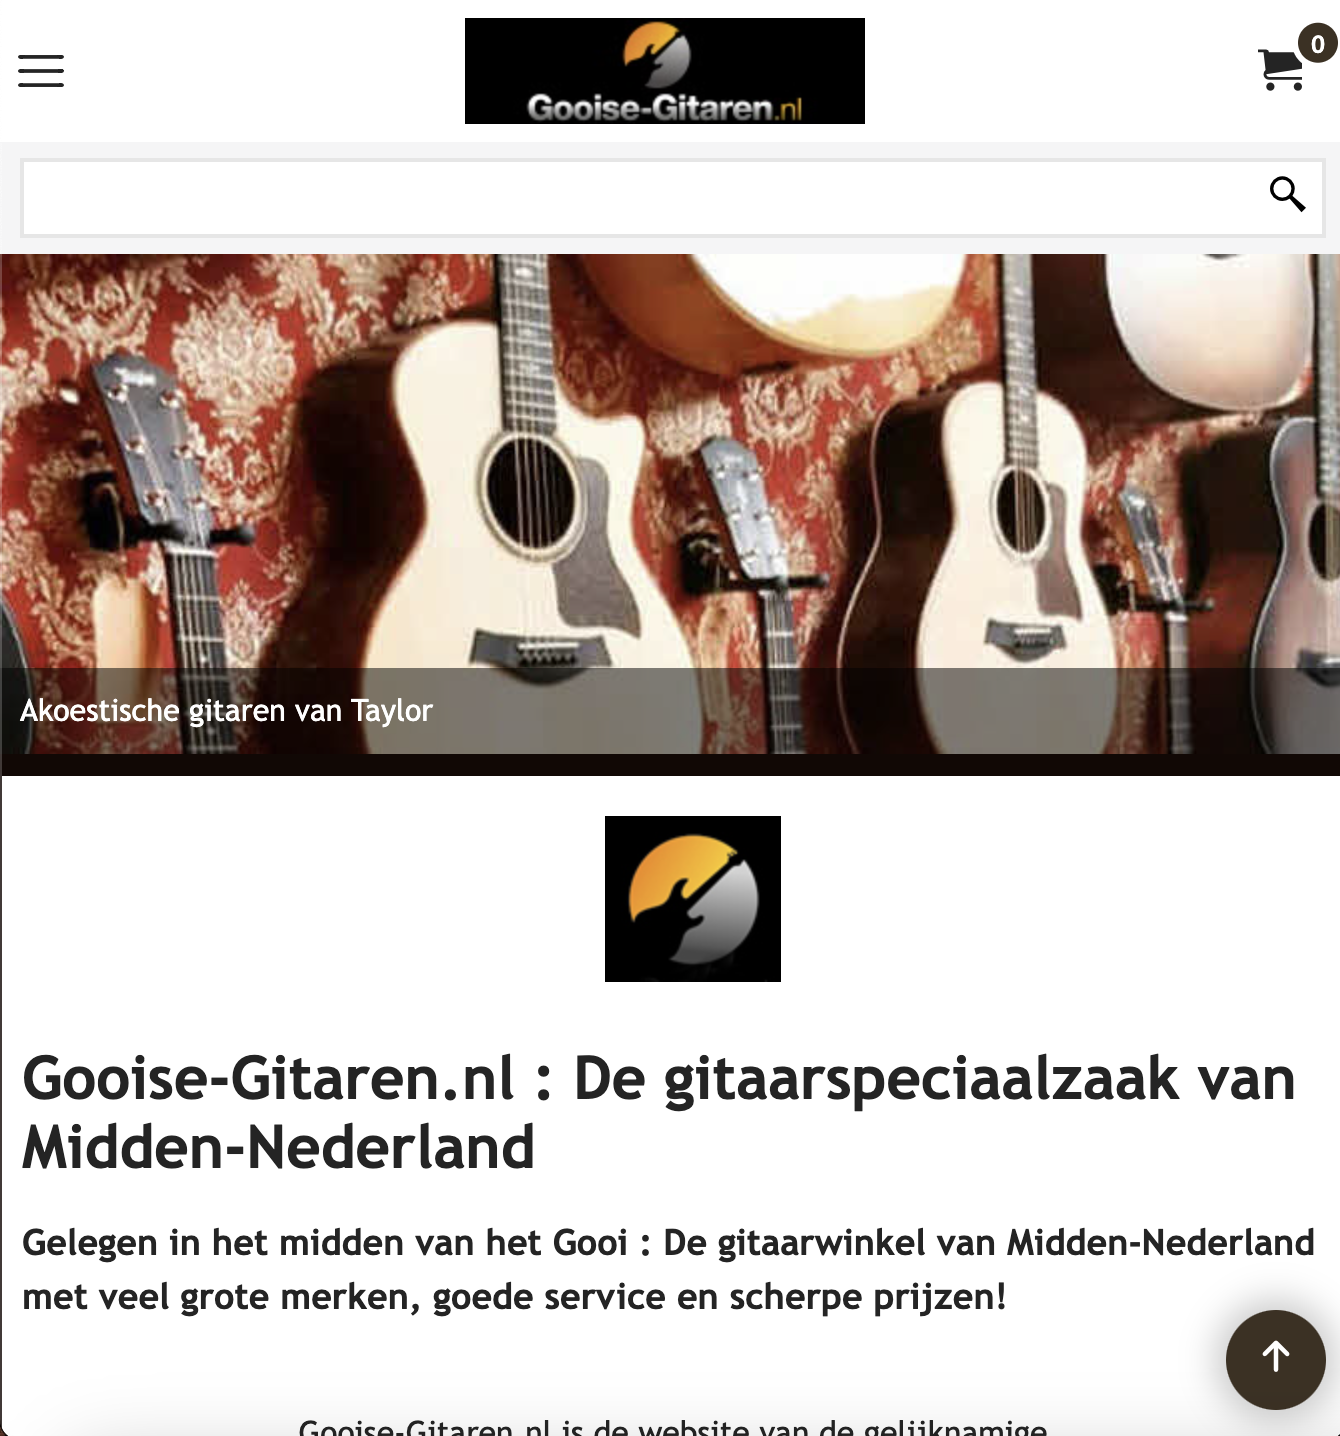 0
Gooise-Gitaren.nl
Akoestische gitaren van Taylor
Gooise-Gitaren.nl : De gitaarspeciaalzaak van
Midden-Nederland
Gelegen in het midden van het Gooi : De gitaarwinkel van Midden-Nederland
met veel grote merken, goede service en scherpe prijzen!
Gooise-Gitaren.nl is de website van de gelijknamige